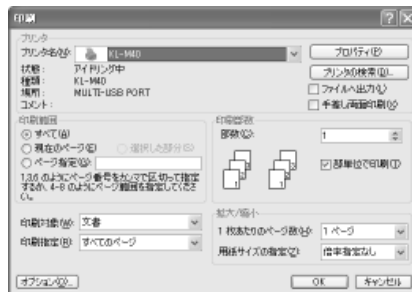 印刷
プリンタ
プリンタ名(N): KL-M40
プロパティ(P)
状態: アイドリング中
プリンタの検索(D)...
種類: KL-M40
場所: MULTI-USB PORT
ファイルへ出力(L)
コメント:
手差し両面印刷(X)
印刷範囲
すべて(A)
現在のページ(E)
選択した部分(S)
ページ指定(G):
1,3,6 のようにページ番号をカンマで区切って指定
するか、4-8 のようにページ範囲を指定してくださ
い。
印刷部数
部数(C): 1
部単位で印刷(T)
印刷対象(W): 文書
印刷指定(R): すべてのページ
拡大/縮小
1 枚あたりのページ数(H): 1 ページ
用紙サイズの指定(Z): 倍率指定なし
オプション(O)...
OK
キャンセル